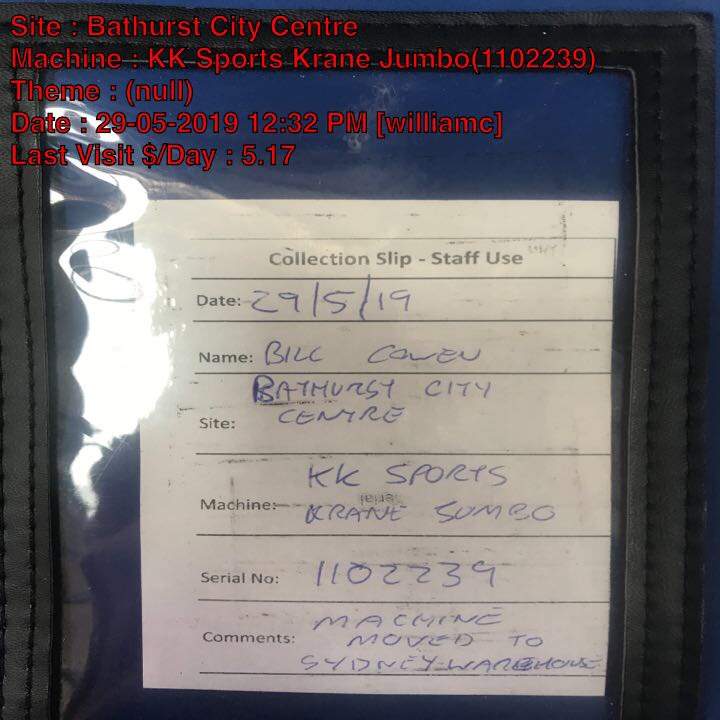 Site : Bathurst City Centre
Machine : KK Sports Krane Jumbo(1102239)
Theme : (null)
Date : 29-05-2019 12:32 PM [williamc]
Last Visit $/Day : 5.17
Collection Slip - Staff Use
Date: 29/5/19
Name: BILL COWEN
BATHURST CITY
Site: CENTRE
KK SPORTS
Machine: KRANE JUMBO
Serial No: 1102239
MACHINE
Comments: MOVED TO
SYDNEY WAREHOUSE